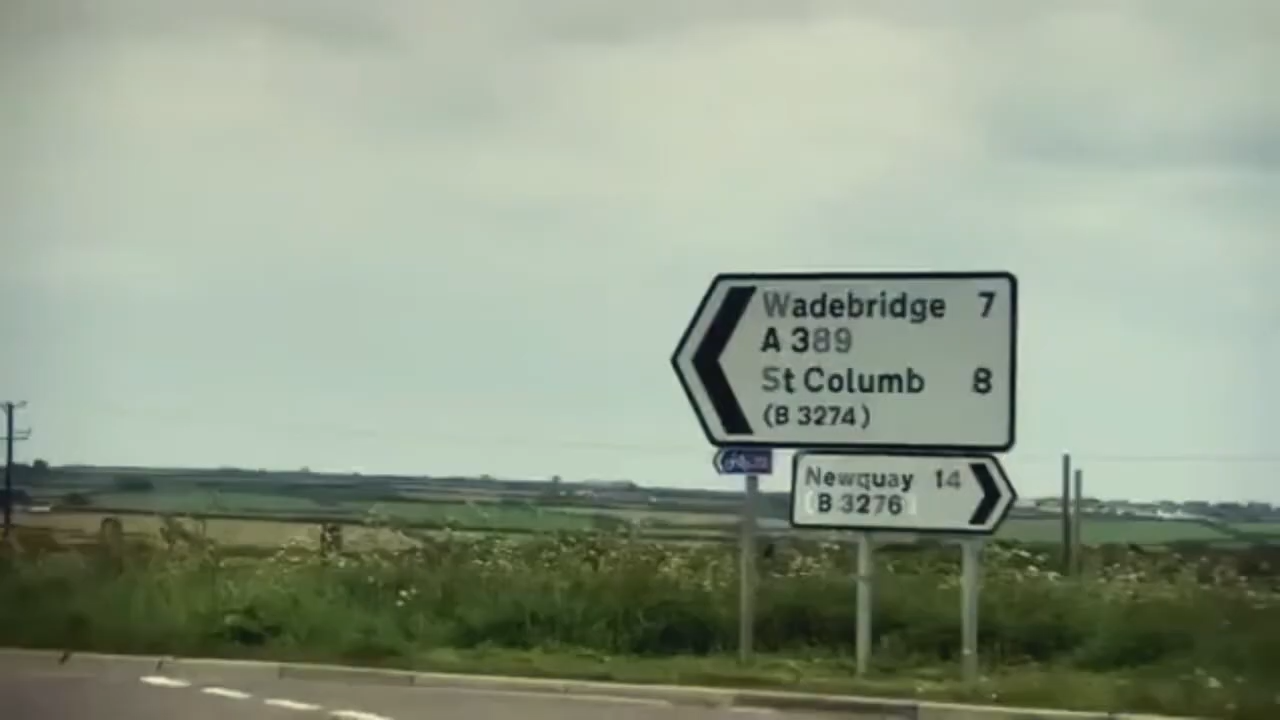 Wadebridge 7
A 389
St Columb 8
(B 3274)
Newquay 14
(B 3276)